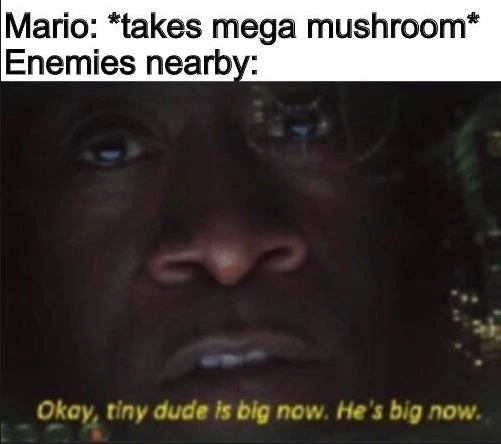 Mario: *takes mega mushroom*
Enemies nearby:
Okay, tiny dude is big now. He's big now.